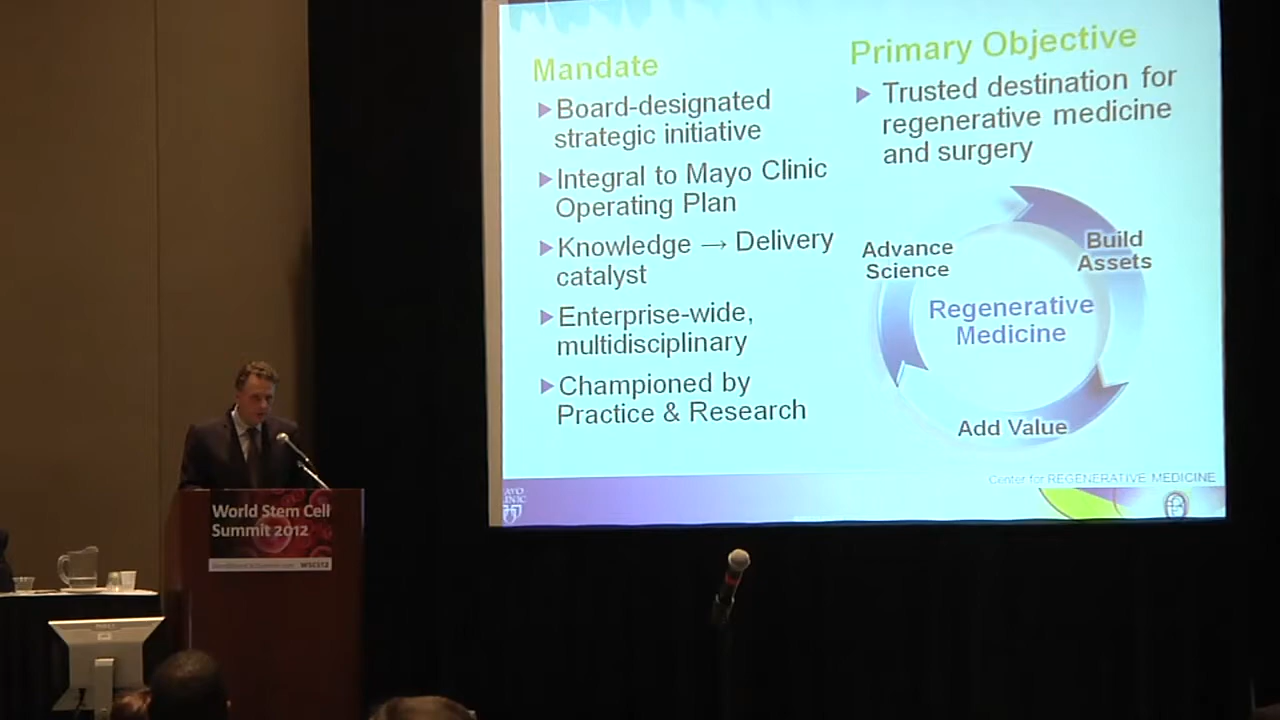 Mandate
▶Board-designated
strategic initiative
▶Integral to Mayo Clinic
Operating Plan
▶Knowledge → Delivery
catalyst
▶Enterprise-wide,
multidisciplinary
▶Championed by
Practice & Research
Primary Objective
▶ Trusted destination for
regenerative medicine
and surgery
Advance
Science
Build
Assets
Regenerative
Medicine
Add Value
Center for REGENERATIVE MEDICINE
World Stem Cell
Summit 2012